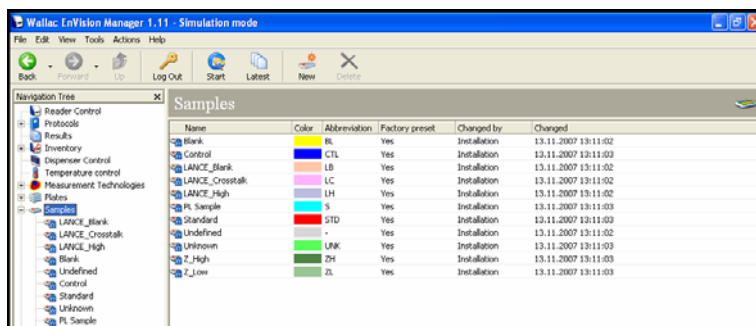 Wallac EnVision Manager 1.11 - Simulation mode
File Edit View Tools Actions Help
Back Forward Up Log Out Start Latest New Delete
Navigation Tree
Reader Control
Protocols
Results
Inventory
Dispenser Control
Temperature control
Measurement Technologies
Plates
Samples
LANCE_Blank
LANCE_Crosstalk
LANCE_High
Blank
Undefined
Control
Standard
Unknown
PL Sample
Samples
Name Color Abbreviation Factory preset Changed by Changed
Blank BL Yes Installation 13.11.2007 13:11:02
Control CTL Yes Installation 13.11.2007 13:11:03
LANCE_Blank LB Yes Installation 13.11.2007 13:11:02
LANCE_Crosstalk LC Yes Installation 13.11.2007 13:11:02
LANCE_High LH Yes Installation 13.11.2007 13:11:02
PL Sample S Yes Installation 13.11.2007 13:11:03
Standard STD Yes Installation 13.11.2007 13:11:03
Undefined - Yes Installation 13.11.2007 13:11:02
Unknown UNK Yes Installation 13.11.2007 13:11:03
Z_High ZH Yes Installation 13.11.2007 13:11:03
Z_Low ZL Yes Installation 13.11.2007 13:11:03